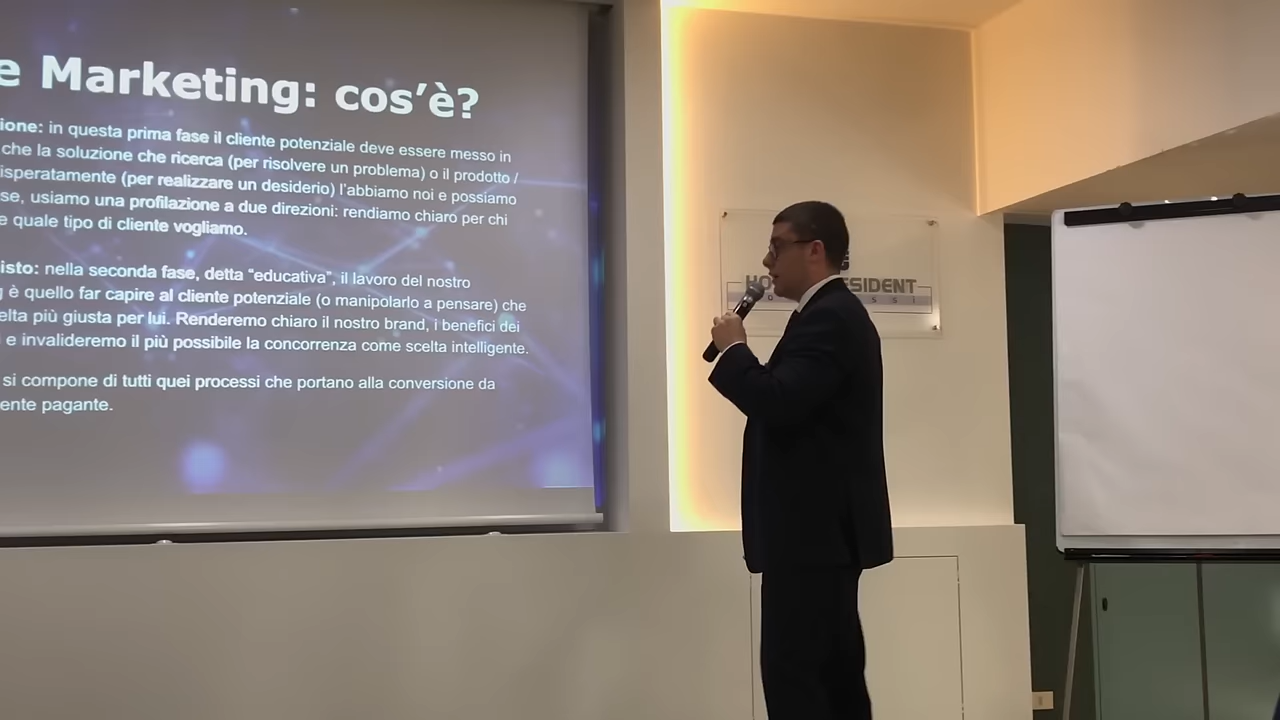 e Marketing: cos'è?
ione: in questa prima fase il cliente potenziale deve essere messo in
che la soluzione che ricerca (per risolvere un problema) o il prodotto /
isperatamente (per realizzare un desiderio) l'abbiamo noi e possiamo
se, usiamo una profilazione a due direzioni: rendiamo chiaro per chi
e quale tipo di cliente vogliamo.
isto: nella seconda fase, detta "educativa", il lavoro del nostro
g è quello far capire al cliente potenziale (o manipolarlo a pensare) che
elta più giusta per lui. Renderemo chiaro il nostro brand, i benefici dei
i e invalideremo il più possibile la concorrenza come scelta intelligente.
si compone di tutti quei processi che portano alla conversione da
ente pagante.
HO ESIDENT